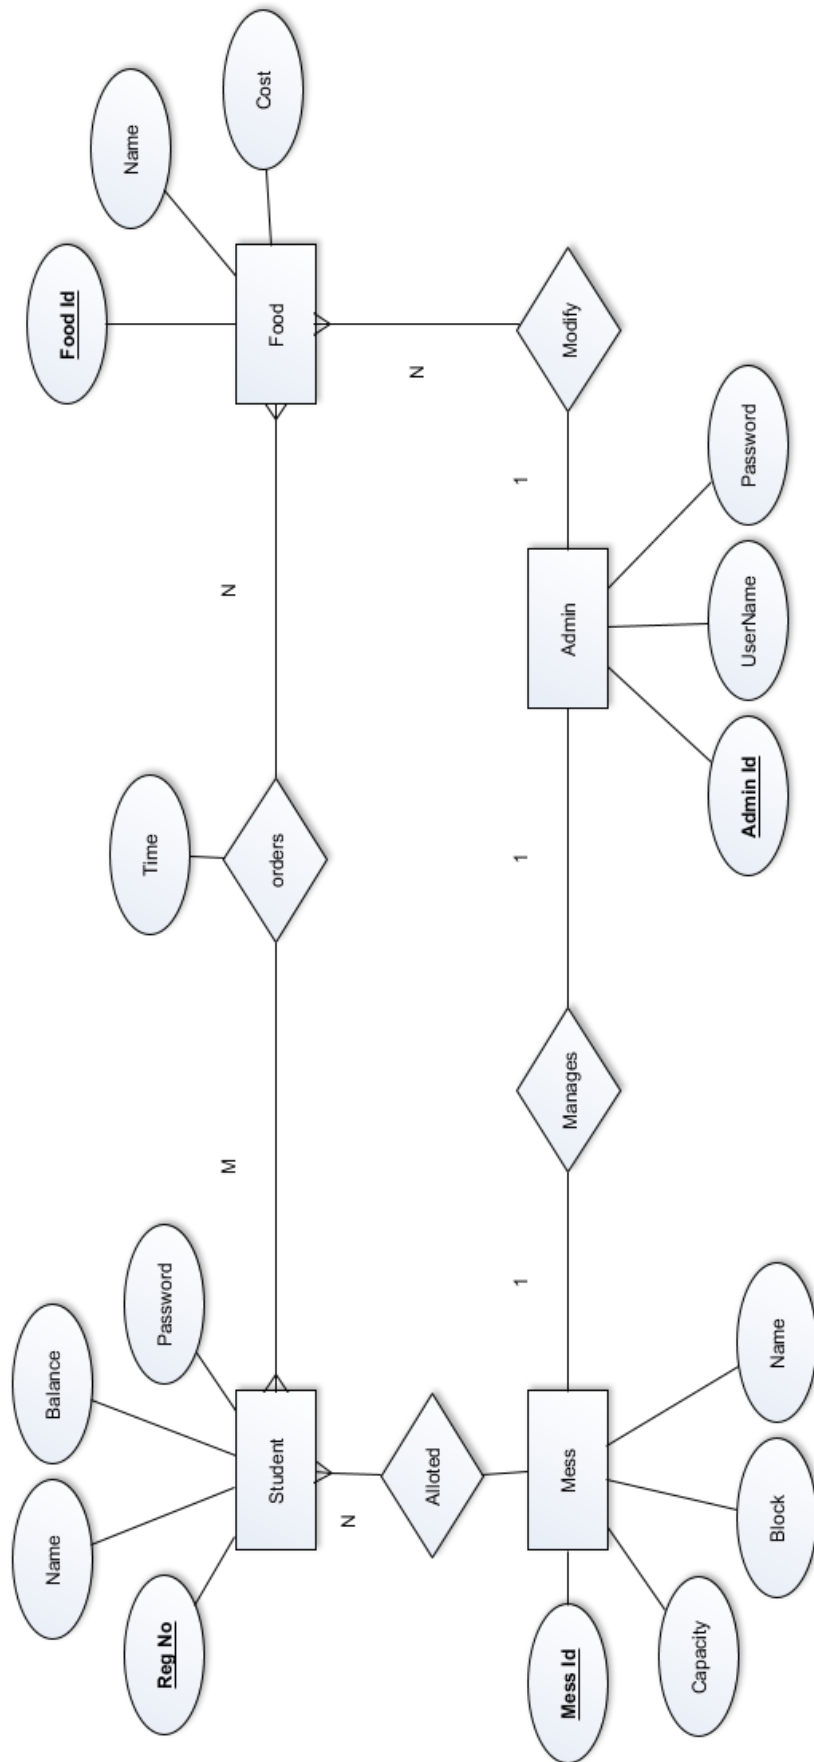 Name
Balance
Reg No
Password
Student
M
Time
orders
N
Food Id
Name
Cost
Food
N
Alloted
N
Modify
Mess Id
Mess
1
Manages
1
Admin
1
Capacity
Block
Name
Admin Id
UserName
Password